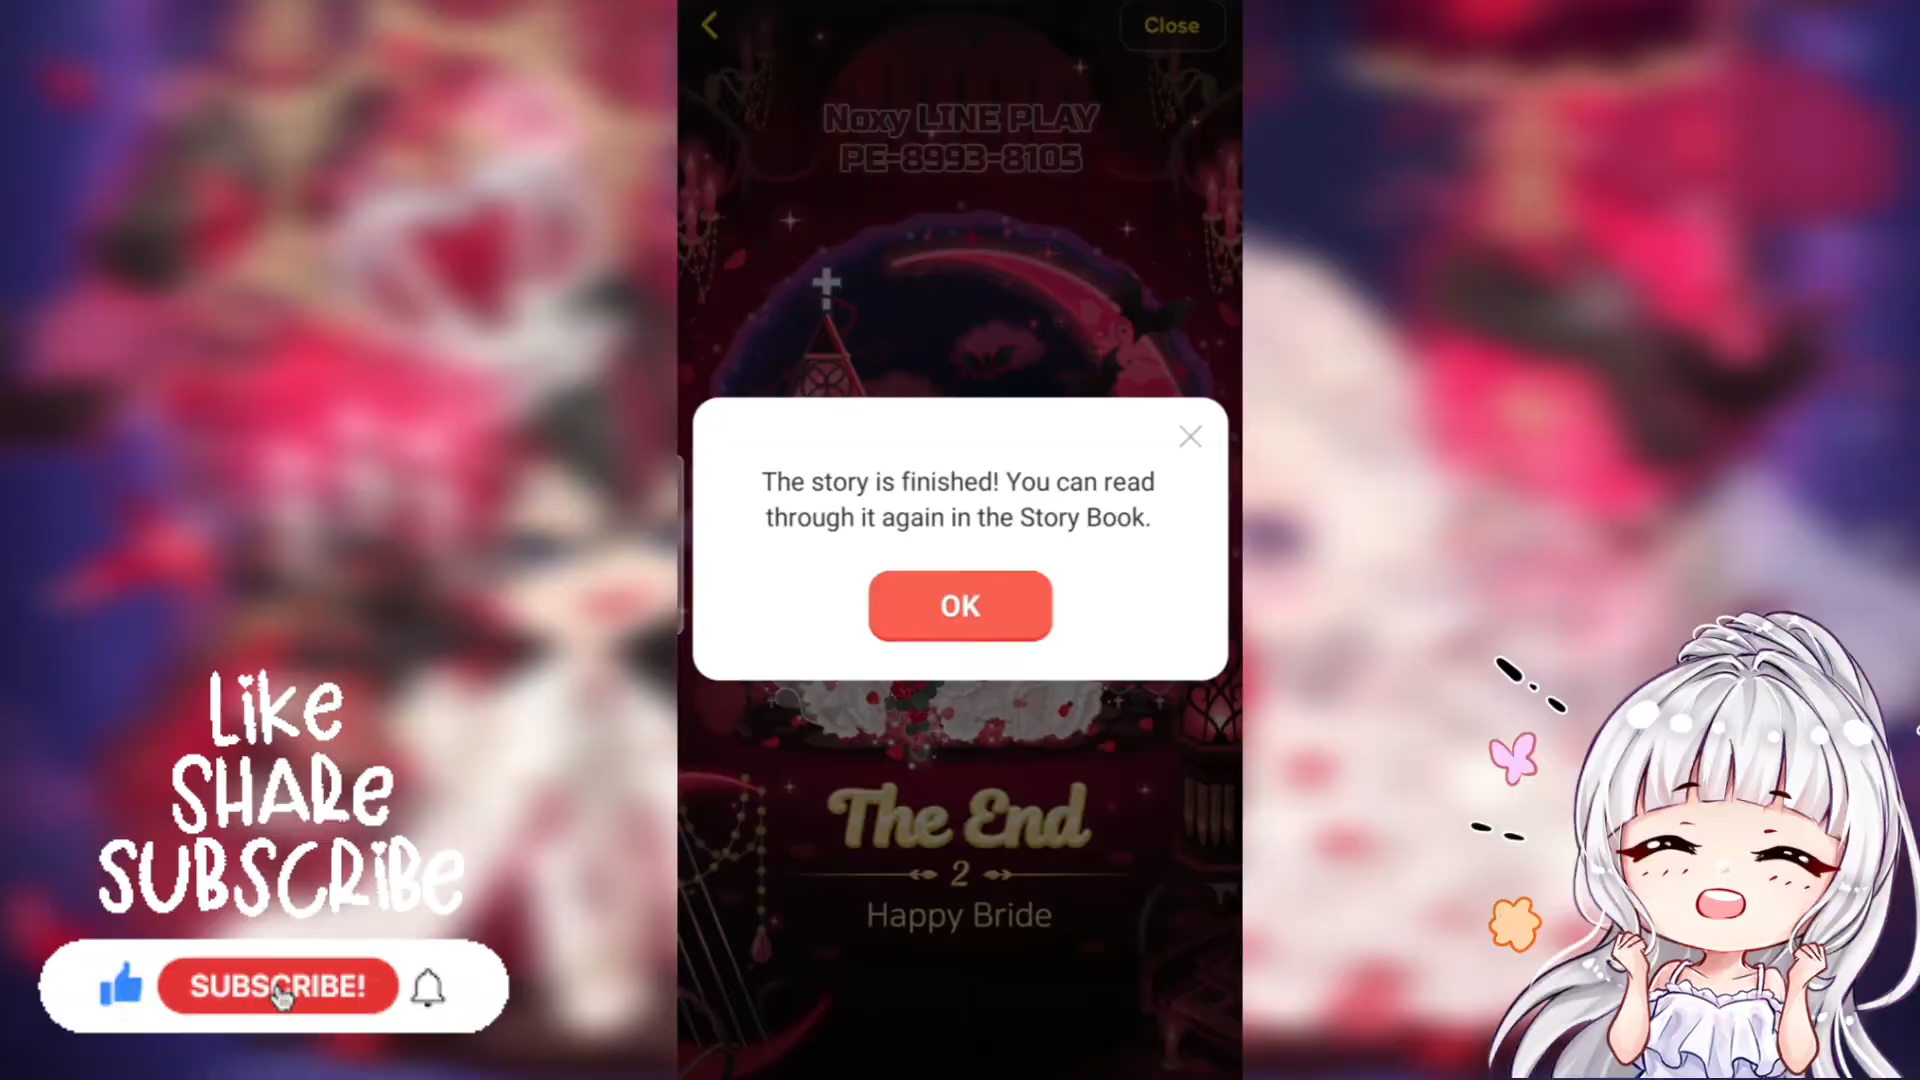 Close
Noxy LINE PLAY
PE-8993-8105
The story is finished! You can read
through it again in the Story Book.
OK
The End
2
Happy Bride
Like
SHARe
SUBSCRiBe
SUBSCRIBE!